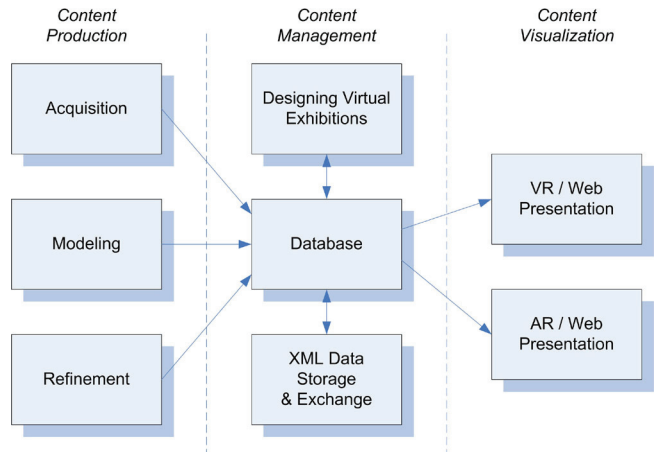 Content
Production
Content
Management
Content
Visualization
Acquisition
Modeling
Refinement
Designing Virtual
Exhibitions
Database
XML Data
Storage
& Exchange
VR / Web
Presentation
AR / Web
Presentation